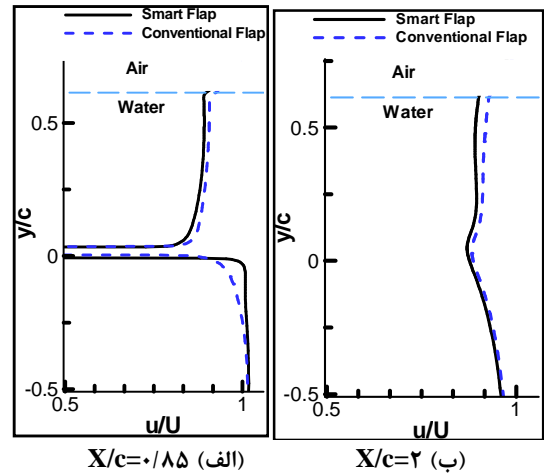 Smart Flap
Conventional Flap
Air
Water
0.5
0
-0.5
y/c
0.5
1
u/U
(الف) X/c=۰/۸۵
Smart Flap
Conventional Flap
Air
Water
0.5
0
-0.5
y/c
0.5
1
u/U
(ب) X/c=۲